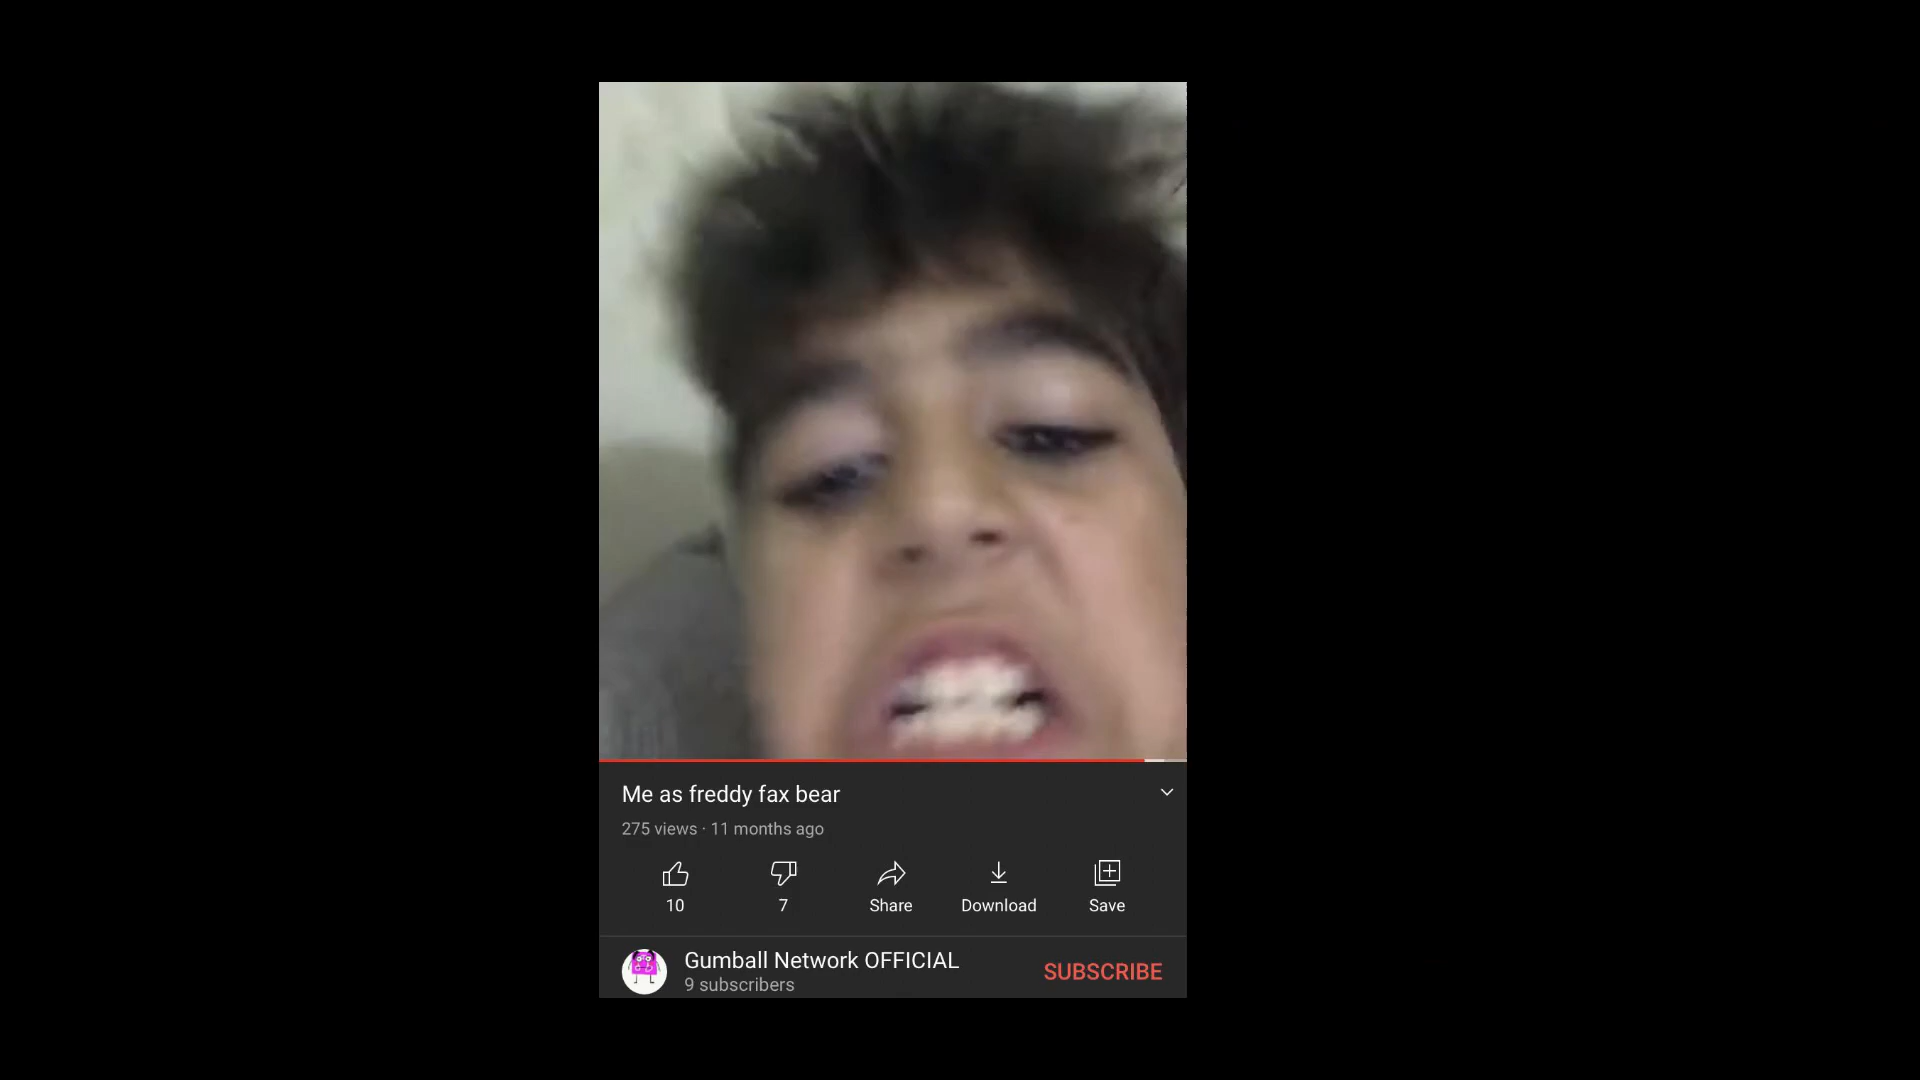 Me as freddy fax bear
275 views · 11 months ago
10
7
Share
Download
Save
Gumball Network OFFICIAL
9 subscribers
SUBSCRIBE